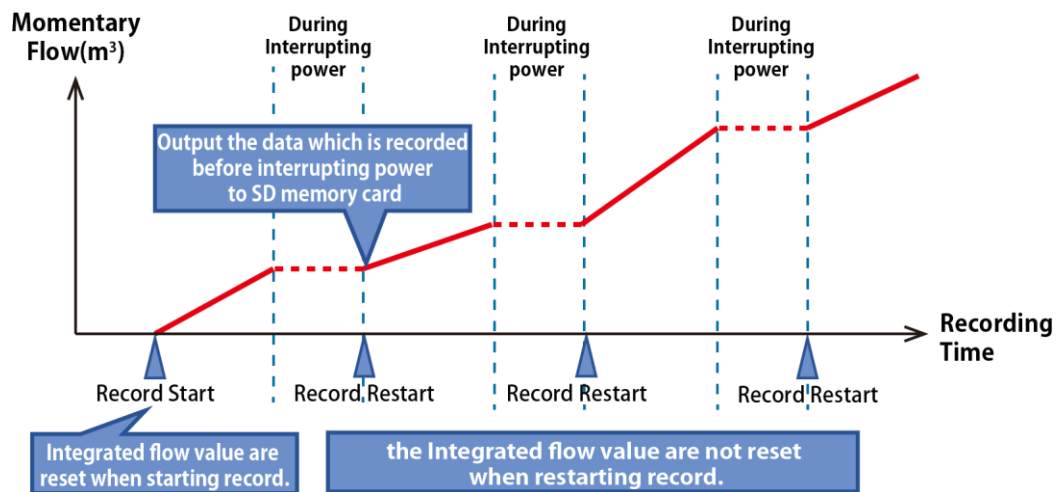 Momentary
Flow(m³)
During
Interrupting
power
During
Interrupting
power
During
Interrupting
power
Output the data which is recorded
before interrupting power
to SD memory card
Recording
Time
Record Start
Record Restart
Record Restart
Record Restart
Integrated flow value are
reset when starting record.
the Integrated flow value are not reset
when restarting record.